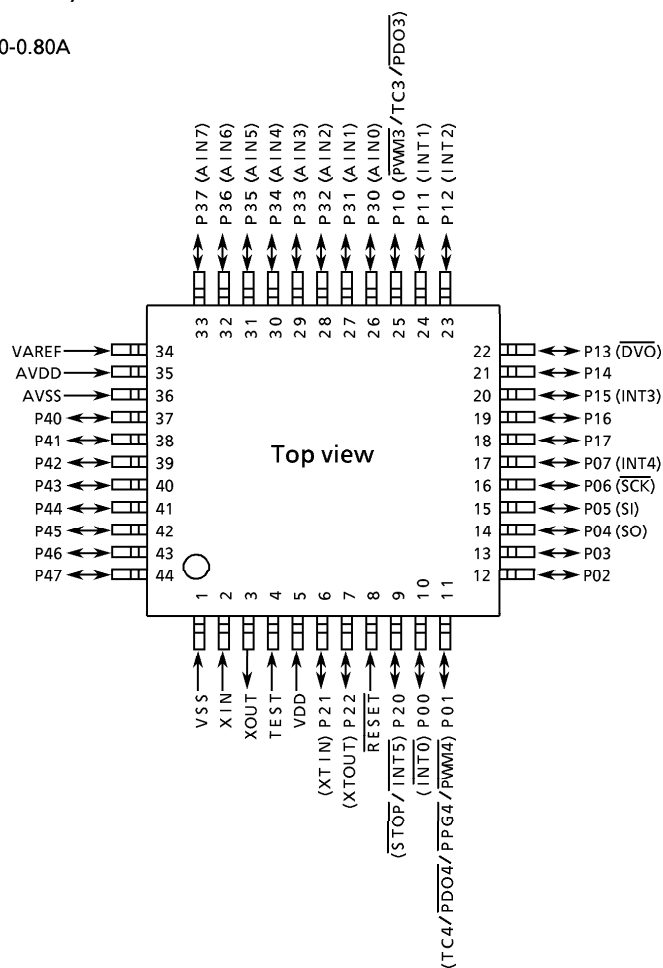 0-0.80A
P37 (AIN7)
P36 (AIN6)
P35 (AIN5)
P34 (AIN4)
P33 (AIN3)
P32 (AIN2)
P31 (AIN1)
P30 (AIN0)
P10 (PWM3/TC3/PDO3)
P11 (INT1)
P12 (INT2)
33 32 31 30 29 28 27 26 25 24 23
VAREF 34
AVDD 35
AVSS 36
P40 37
P41 38
P42 39
P43 40
P44 41
P45 42
P46 43
P47 44
Top view
22 P13 (DVO)
21 P14
20 P15 (INT3)
19 P16
18 P17
17 P07 (INT4)
16 P06 (SCK)
15 P05 (SI)
14 P04 (SO)
13 P03
12 P02
1 2 3 4 5 6 7 8 9 10 11
VSS
XIN
XOUT
TEST
VDD
(XTIN) P21
(XTOUT) P22
RESET
(STOP/INT5) P20
(INT0) P00
(TC4/PDO4/PPG4/PWM4) P01